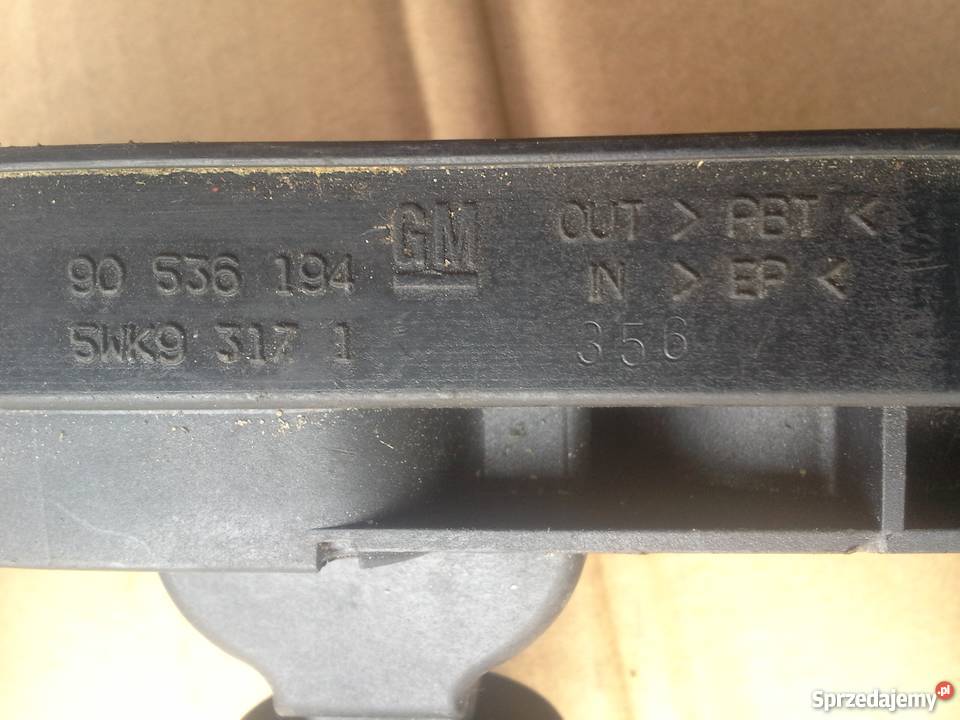 GM
90 536 194
5WK9 317 1
OUT > PBT <
IN > EP <
356
Sprzedajemy.pl